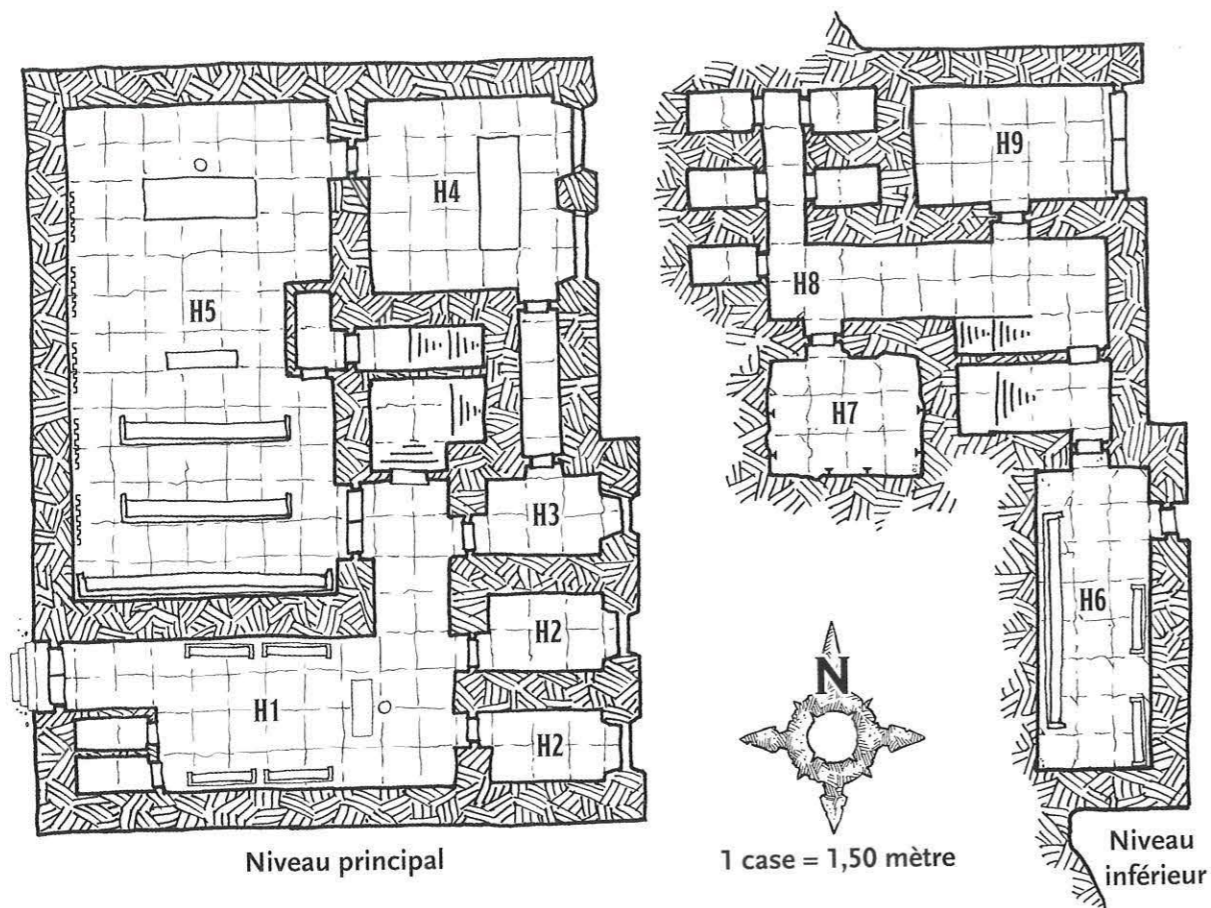 H4
H5
H3
H2
H1
H2
Niveau principal
H9
H8
H7
H6
N
1 case = 1,50 mètre
Niveau
inférieur